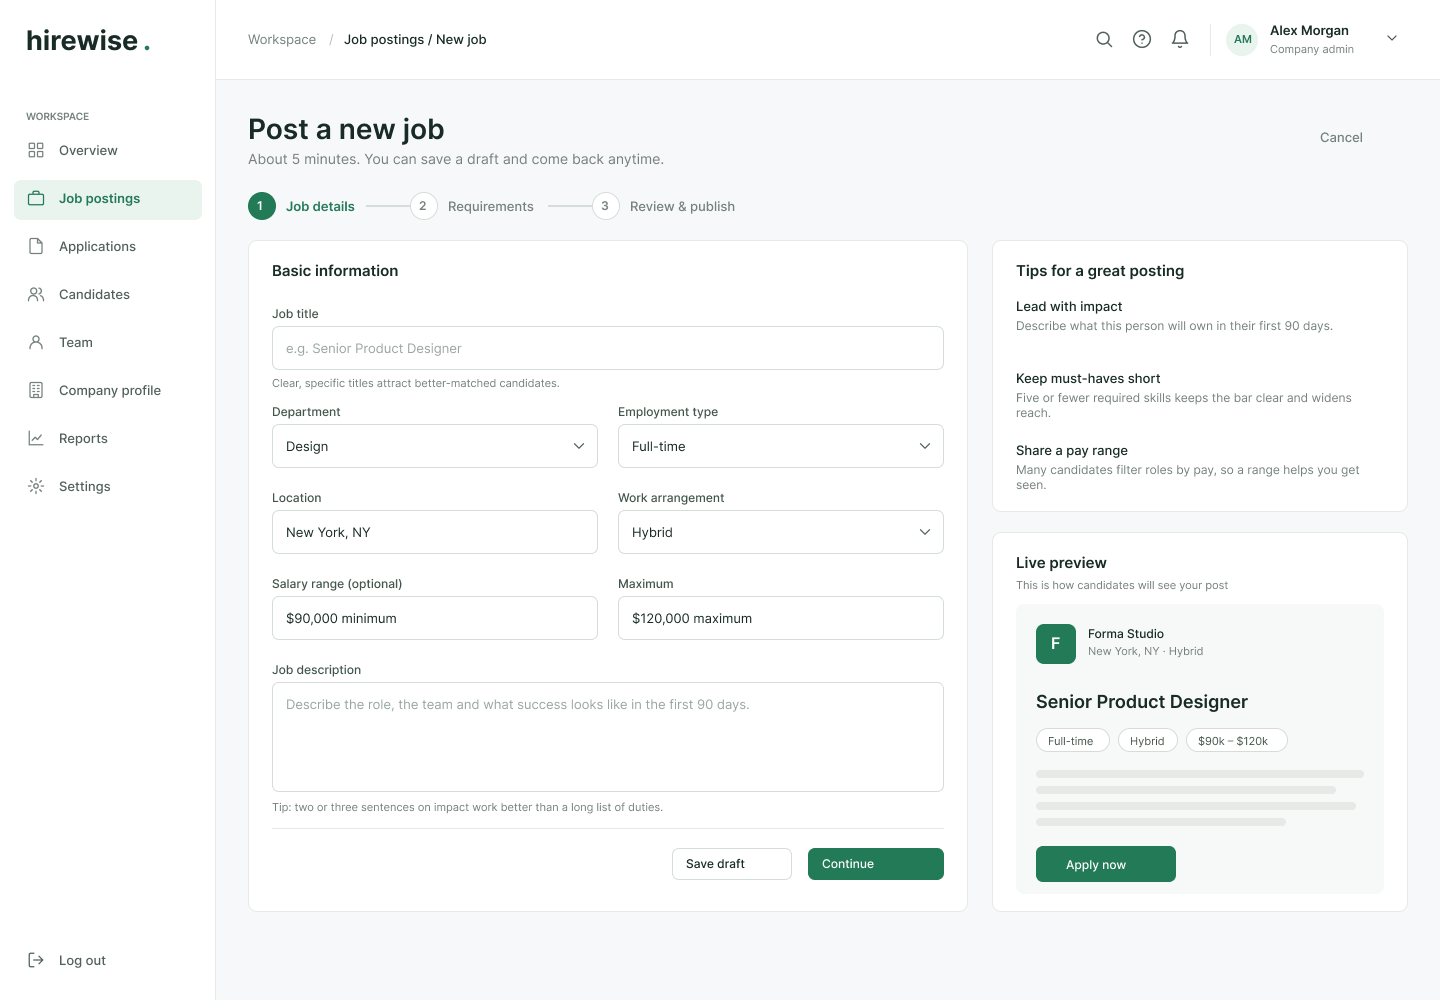 hirewise.
WORKSPACE
Overview
Job postings
Applications
Candidates
Team
Company profile
Reports
Settings
Log out
Workspace / Job postings / New job
AM
Alex Morgan
Company admin
Post a new job
About 5 minutes. You can save a draft and come back anytime.
Cancel
1 Job details 2 Requirements 3 Review & publish
Basic information
Job title
e.g. Senior Product Designer
Clear, specific titles attract better-matched candidates.
Department Employment type
Design Full-time
Location Work arrangement
New York, NY Hybrid
Salary range (optional) Maximum
$90,000 minimum $120,000 maximum
Job description
Describe the role, the team and what success looks like in the first 90 days.
Tip: two or three sentences on impact work better than a long list of duties.
Save draft Continue
Tips for a great posting
Lead with impact
Describe what this person will own in their first 90 days.
Keep must-haves short
Five or fewer required skills keeps the bar clear and widens
reach.
Share a pay range
Many candidates filter roles by pay, so a range helps you get
seen.
Live preview
This is how candidates will see your post
F
Forma Studio
New York, NY · Hybrid
Senior Product Designer
Full-time Hybrid $90k – $120k
Apply now